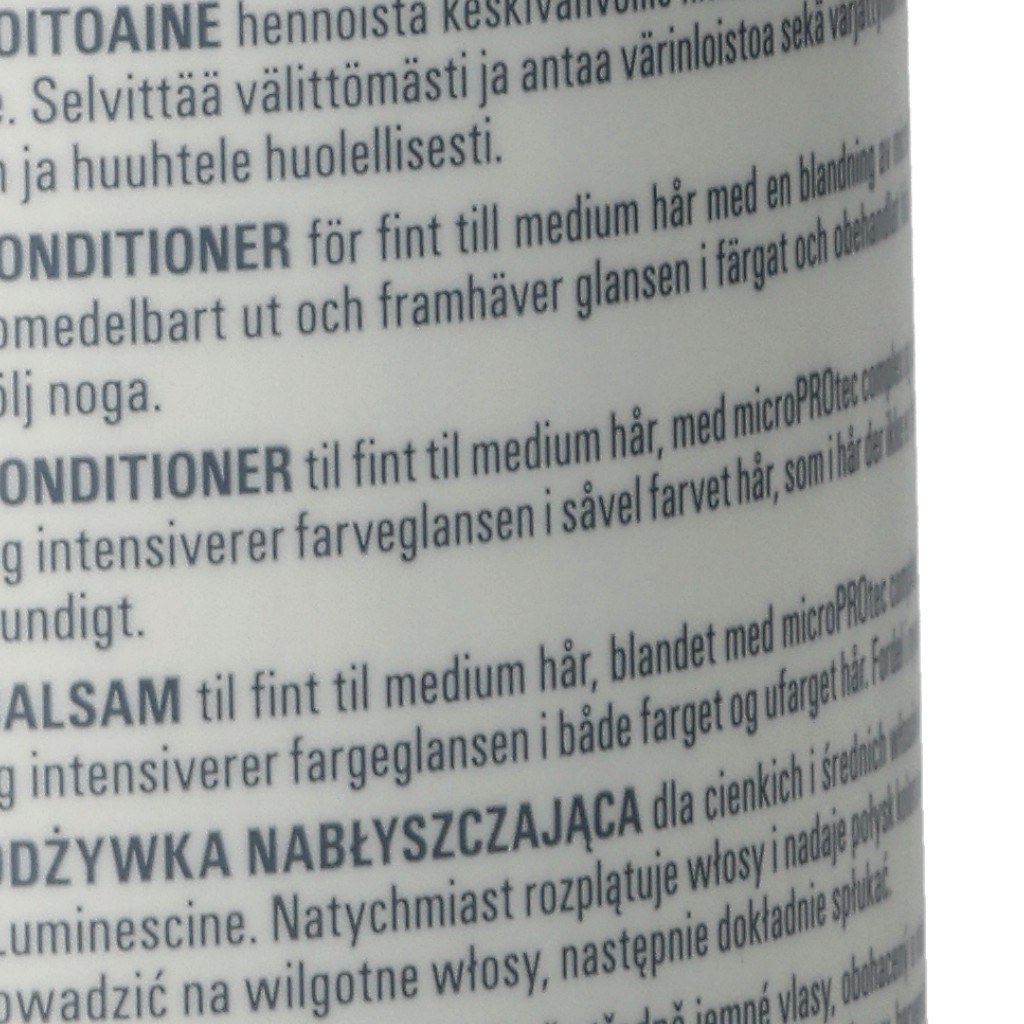 OITOAINE hennoista
. Selvittää välittömästi ja antaa värinloistoa sekä
ja huuhtele huolellisesti.
ONDITIONER för fint till medium hår med en blandning av
omedelbart ut och framhäver glansen i färgat och
ölj noga.
ONDITIONER til fint til medium hår, med microPROtec
g intensiverer farveglansen i såvel farvet hår, som i hår der
undigt.
ALSAM til fint til medium hår, blandet med microPROtec
g intensiverer fargeglansen i både farget og ufarget hår.
ODŻYWKA NABŁYSZCZAJĄCA dla cienkich i średnich
Luminescine. Natychmiast rozplątuje włosy i nadaje połysk
owadzić na wilgotne włosy, następnie dokładnie spłukać.
jemné vlasy,